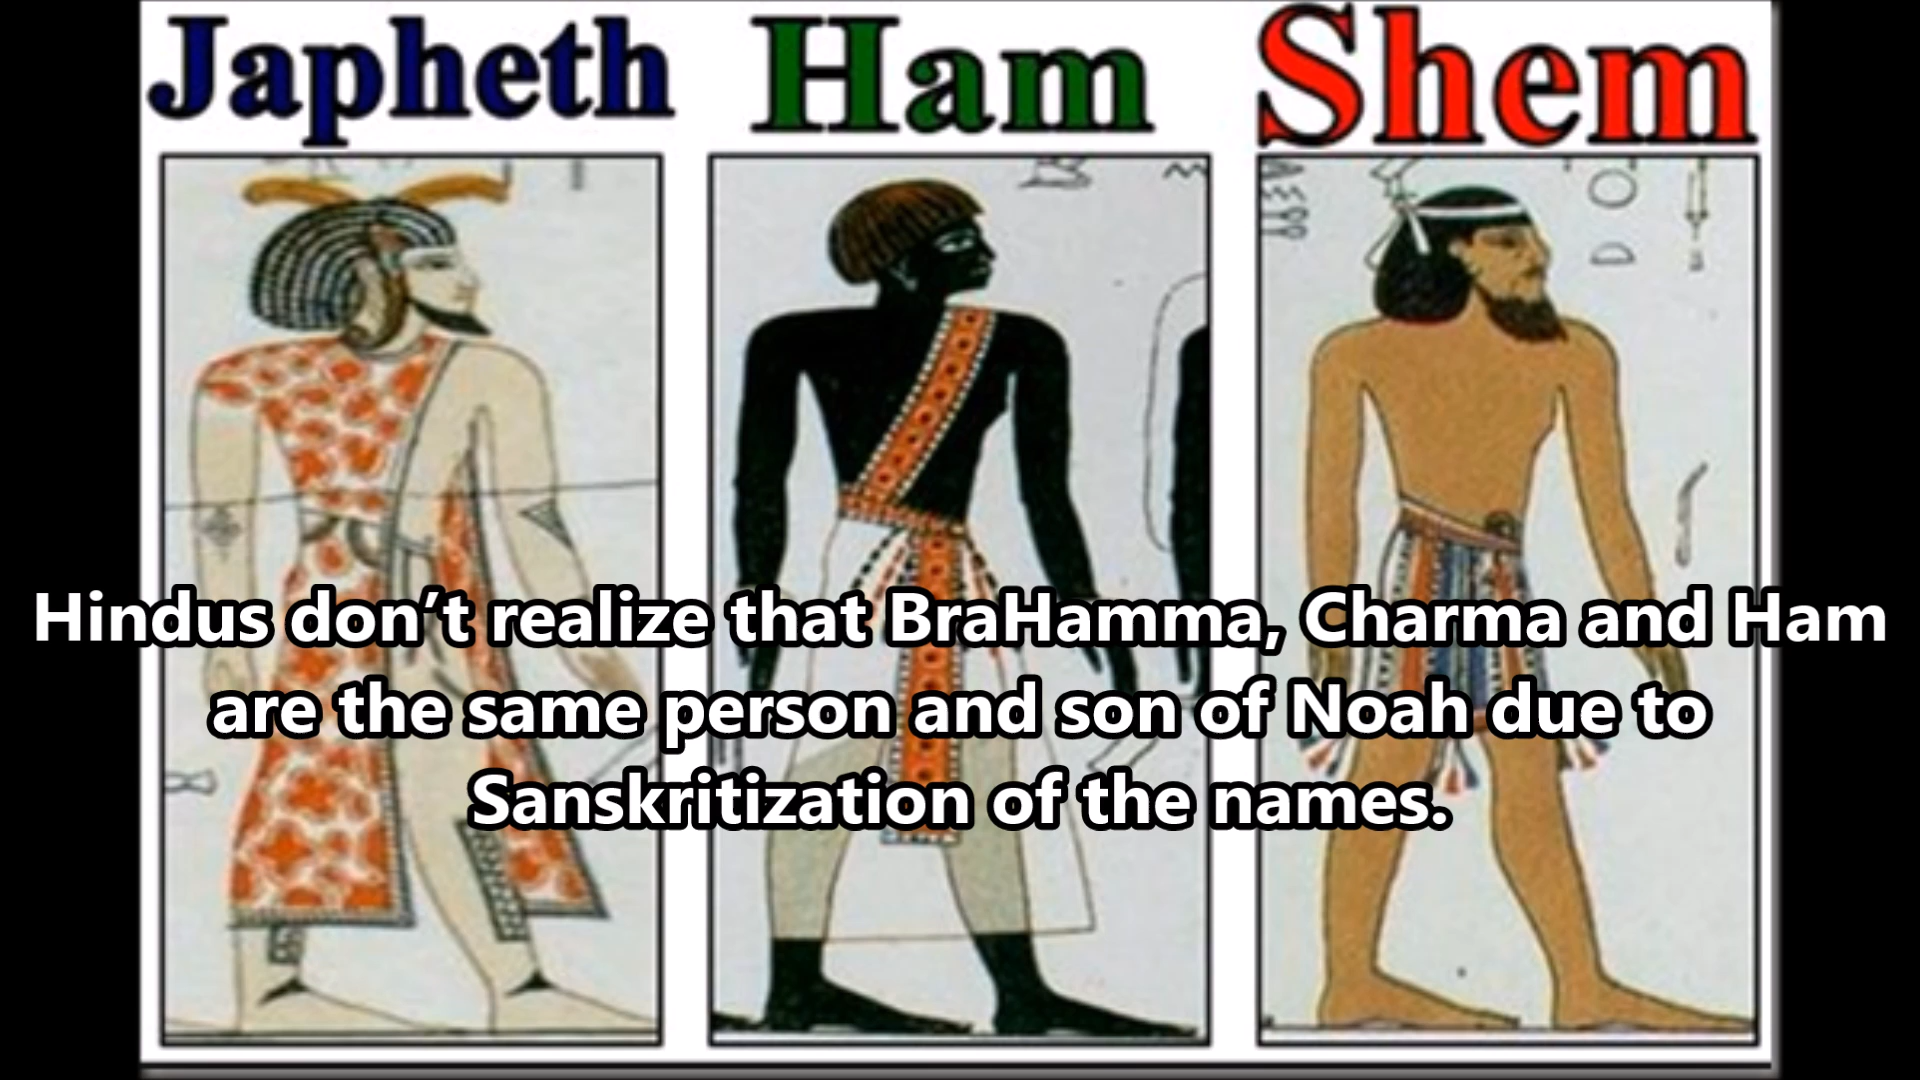 Japheth Ham Shem
Hindus don’t realize that BraHamma, Charma and Ham
are the same person and son of Noah due to
Sanskritization of the names.